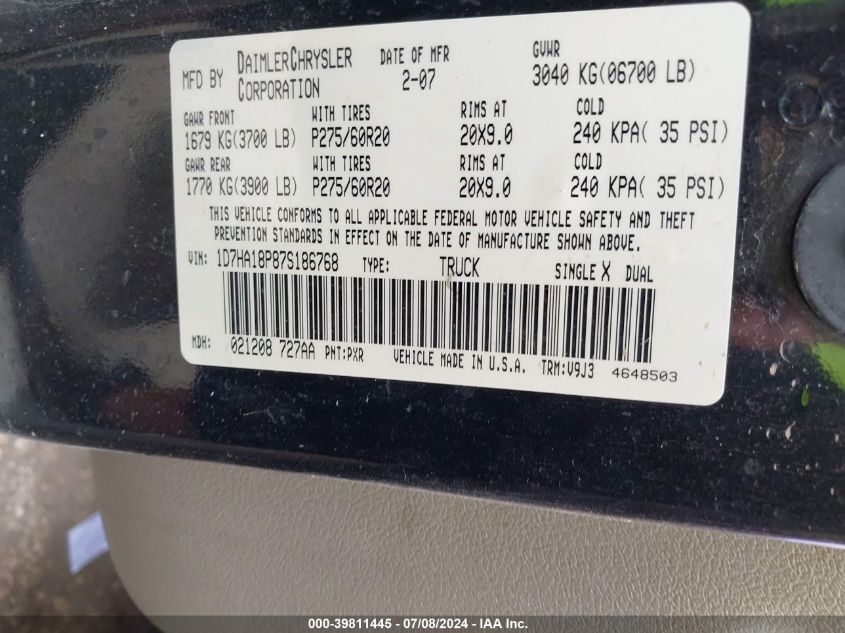 MFD BY DAIMLERCHRYSLER CORPORATION DATE OF MFR 2-07 GVWR 3040 KG(06700 LB)
GAWR FRONT WITH TIRES RIMS AT COLD
1679 KG(3700 LB) P275/60R20 20X9.0 240 KPA( 35 PSI)
GAWR REAR WITH TIRES RIMS AT COLD
1770 KG(3900 LB) P275/60R20 20X9.0 240 KPA( 35 PSI)
THIS VEHICLE CONFORMS TO ALL APPLICABLE FEDERAL MOTOR VEHICLE SAFETY AND THEFT
PREVENTION STANDARDS IN EFFECT ON THE DATE OF MANUFACTURE SHOWN ABOVE.
VIN: 1D7HA18P87S186768 TYPE: TRUCK SINGLE X DUAL
MDH: 021208 727AA PNT:PXR VEHICLE MADE IN U.S.A. TRM:V9J3 4648503
000-39811445 / 07/08/2024 - IAA Inc.